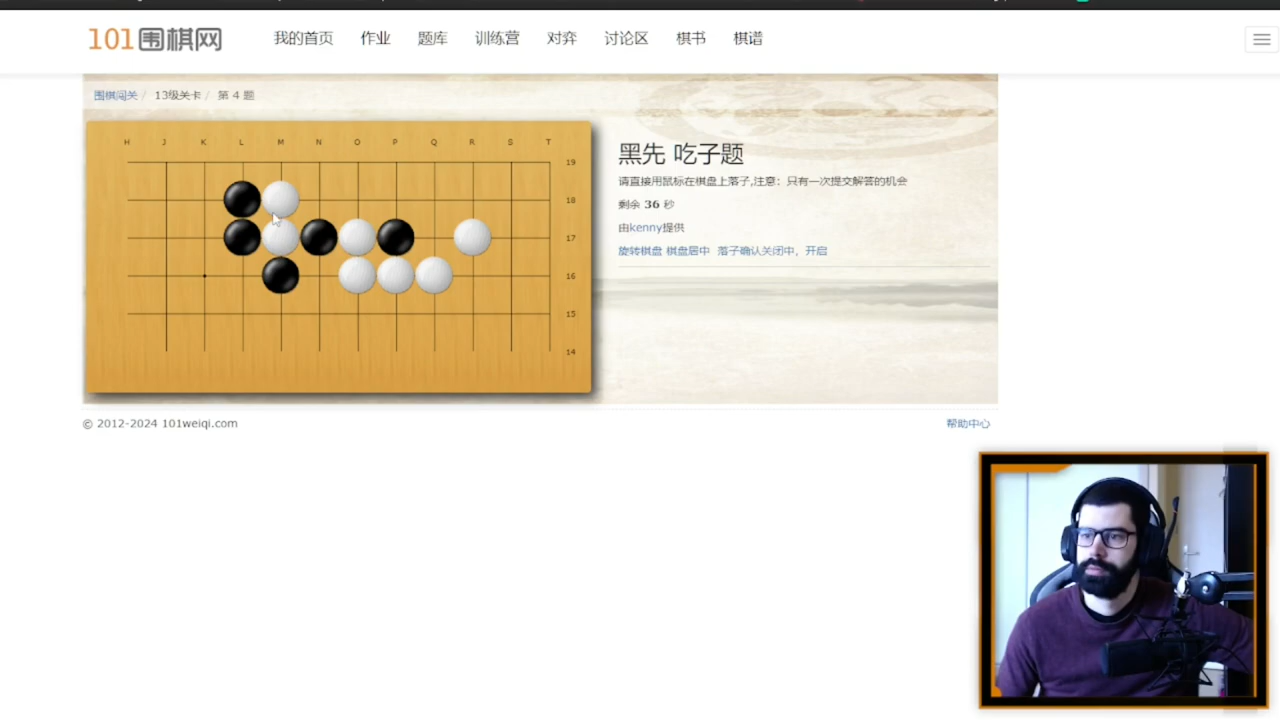 101围棋网
我的首页 作业 题库 训练营 对弈 讨论区 棋书 棋谱
围棋闯关 / 13级关卡 / 第 4 题
H J K L M N O P Q R S T
19
18
17
16
15
14
黑先 吃子题
请直接用鼠标在棋盘上落子,注意：只有一次提交解答的机会
剩余 36 秒
由kenny提供
旋转棋盘 棋盘居中 落子确认关闭中，开启
© 2012-2024 101weiqi.com
帮助中心